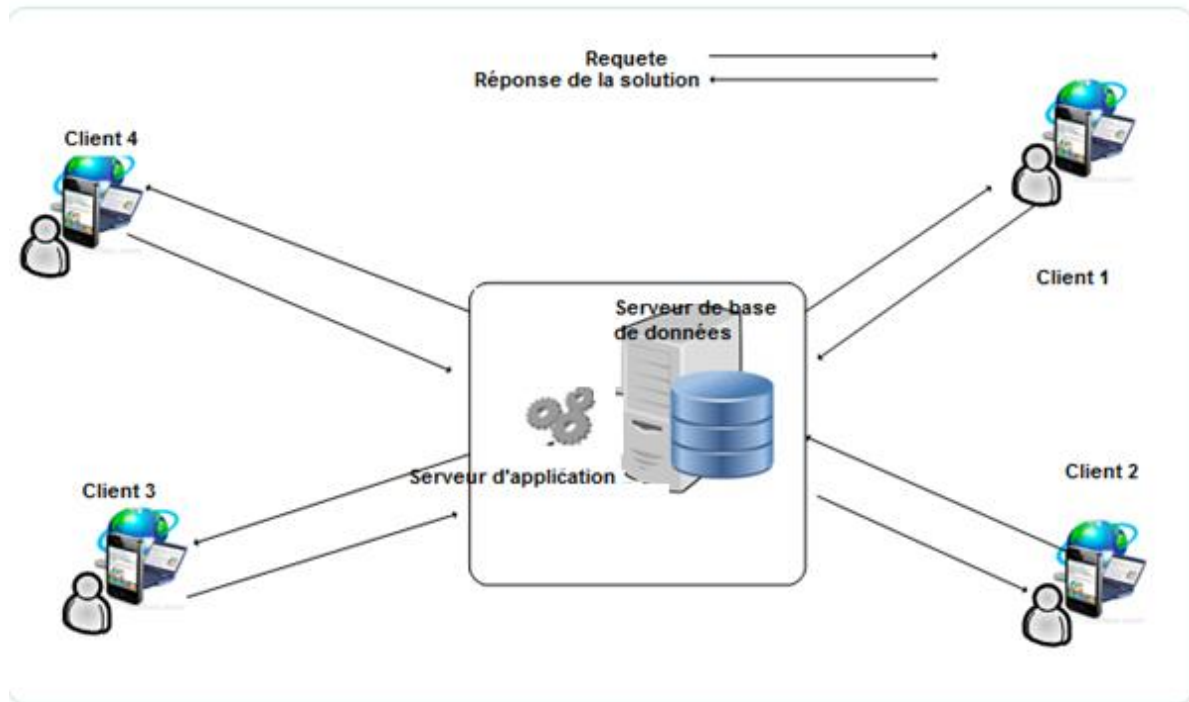 Requete
Réponse de la solution
Client 4
Client 1
Serveur de base
de données
Serveur d'application
Client 3
Client 2